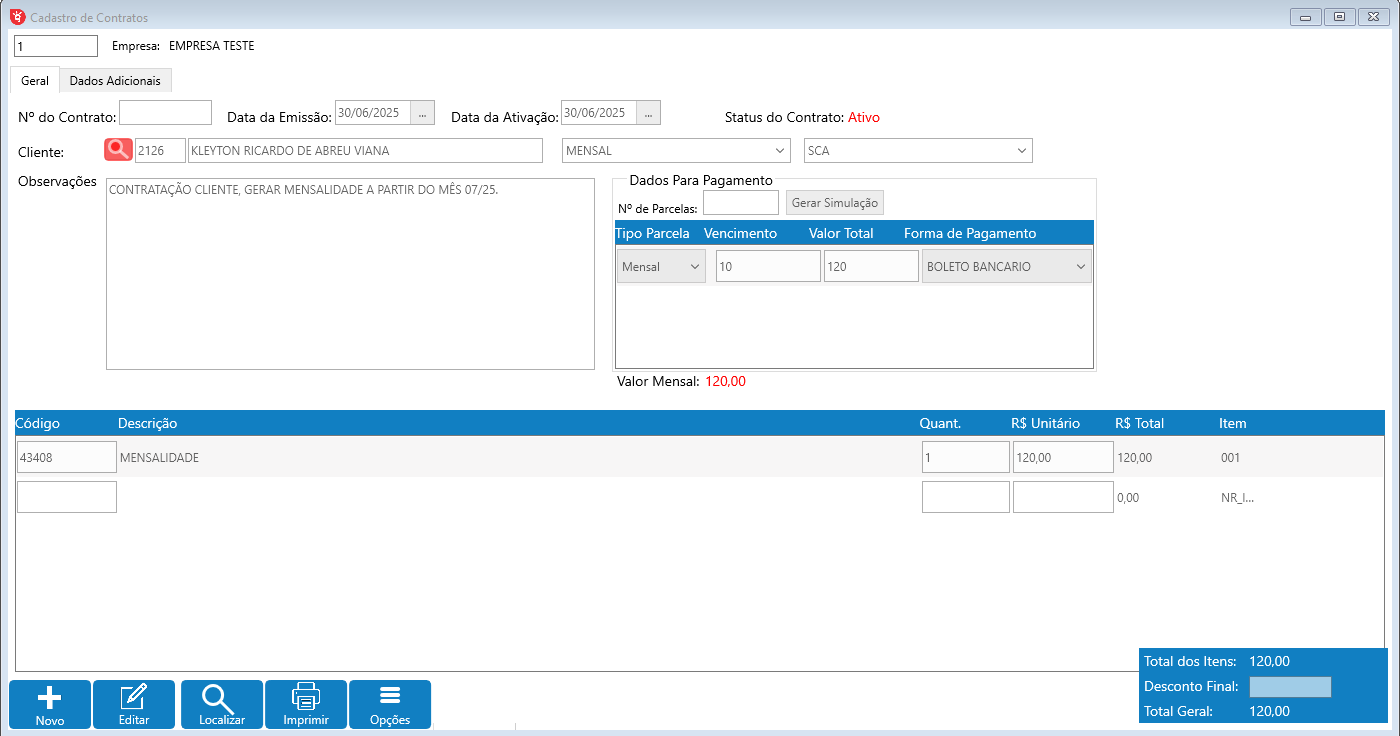 Cadastro de Contratos
1 Empresa: EMPRESA TESTE
Geral Dados Adicionais
Nº do Contrato: Data da Emissão: 30/06/2025 ... Data da Ativação: 30/06/2025 ... Status do Contrato: Ativo
Cliente: 2126 KLEYTON RICARDO DE ABREU VIANA MENSAL SCA
Observações CONTRATAÇÃO CLIENTE, GERAR MENSALIDADE A PARTIR DO MÊS 07/25.
Dados Para Pagamento
Nº de Parcelas: Gerar Simulação
Tipo Parcela Vencimento Valor Total Forma de Pagamento
Mensal 10 120 BOLETO BANCARIO
Valor Mensal: 120,00
Código Descrição Quant. R$ Unitário R$ Total Item
43408 MENSALIDADE 1 120,00 120,00 001
0,00 NR_I...
Total dos Itens: 120,00
Desconto Final:
Total Geral: 120,00
Novo Editar Localizar Imprimir Opções